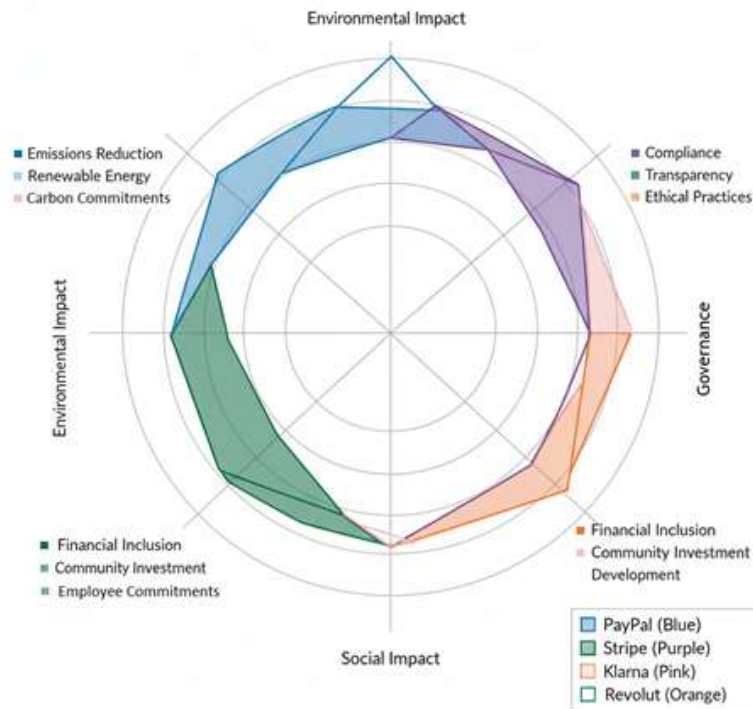 Environmental Impact
Emissions Reduction
Renewable Energy
Carbon Commitments
Compliance
Transparency
Ethical Practices
Environmental Impact
Governance
Financial Inclusion
Community Investment
Employee Commitments
Financial Inclusion
Community Investment
Development
Social Impact
PayPal (Blue)
Stripe (Purple)
Klarna (Pink)
Revolut (Orange)